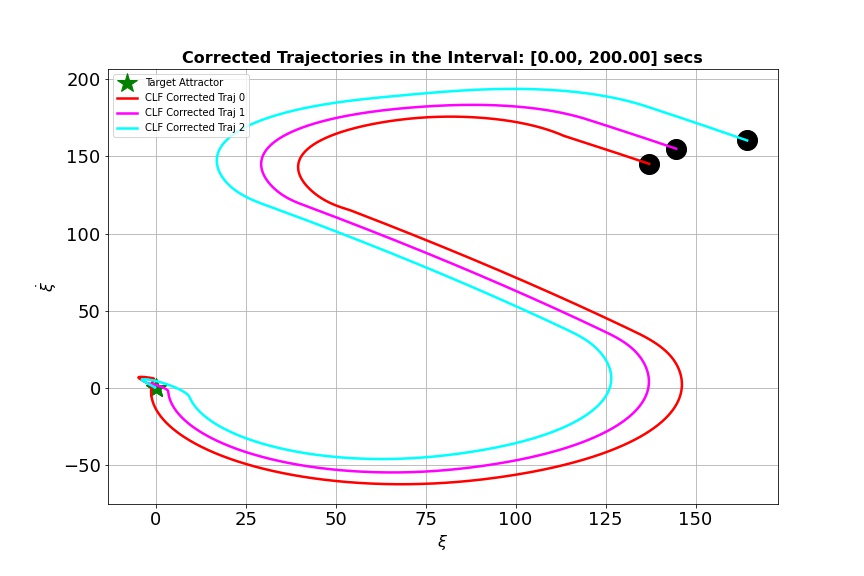 Corrected Trajectories in the Interval: [0.00, 200.00] secs
Target Attractor
CLF Corrected Traj 0
CLF Corrected Traj 1
CLF Corrected Traj 2
200
150
100
50
0
−50
ξ̇
0
25
50
75
100
125
150
ξ